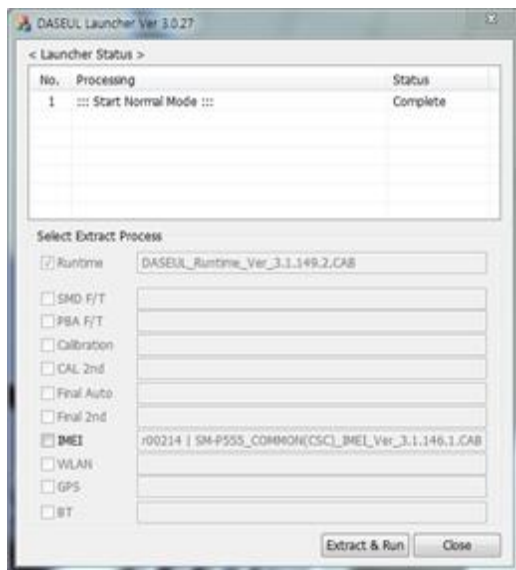 DASEUL Launcher Ver 3.0.27
< Launcher Status >
No. Processing Status
1 ::: Start Normal Mode ::: Complete
Select Extract Process
Runtime DASEUL_Runtime_Ver_3.1.149.2.CAB
SMD F/T
PBA F/T
Calibration
CAL 2nd
Final Auto
Final 2nd
IMEI r00214 | SM-P555_COMMON(CSC)_IMEI_Ver_3.1.146.1.CAB
WLAN
GPS
BT
Extract & Run Close